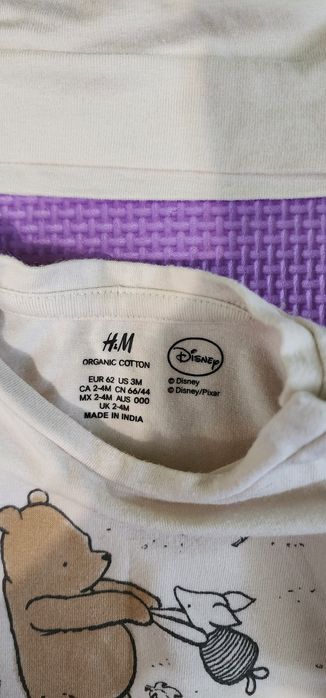 H&M
ORGANIC COTTON
EUR 62 US 3M
CA 2-4M CN 66/44
MX 2-4M AUS 000
UK 2-4M
MADE IN INDIA
Disney
© Disney
© Disney/Pixar